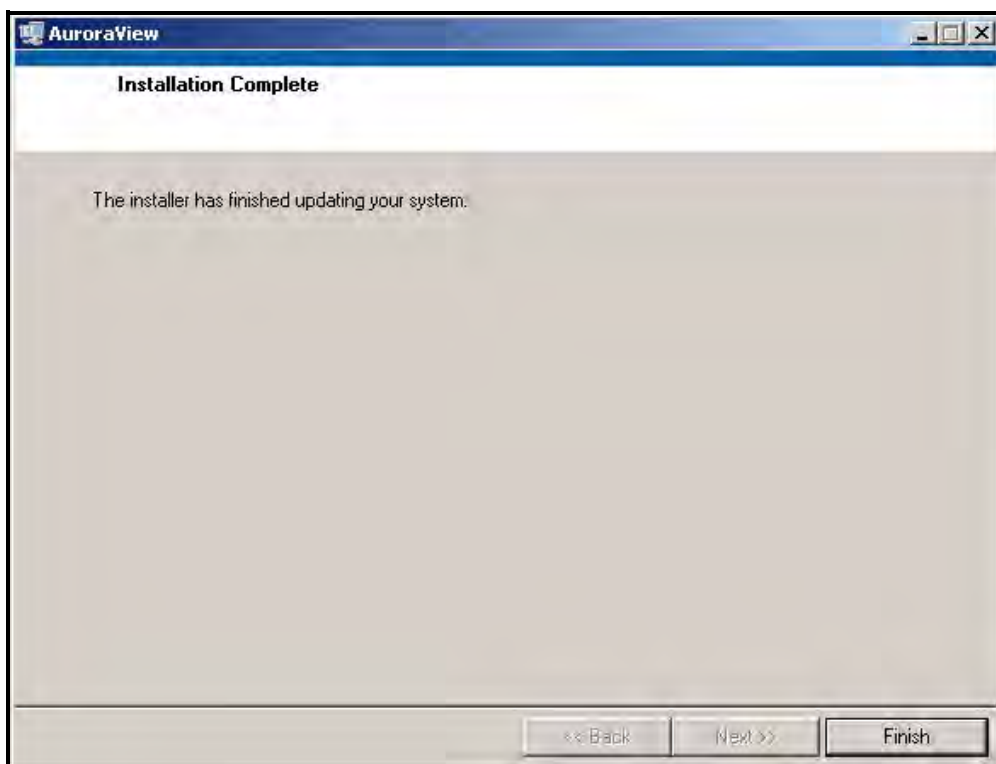 AuroraView
Installation Complete
The installer has finished updating your system.
<< Back
Next >>
Finish